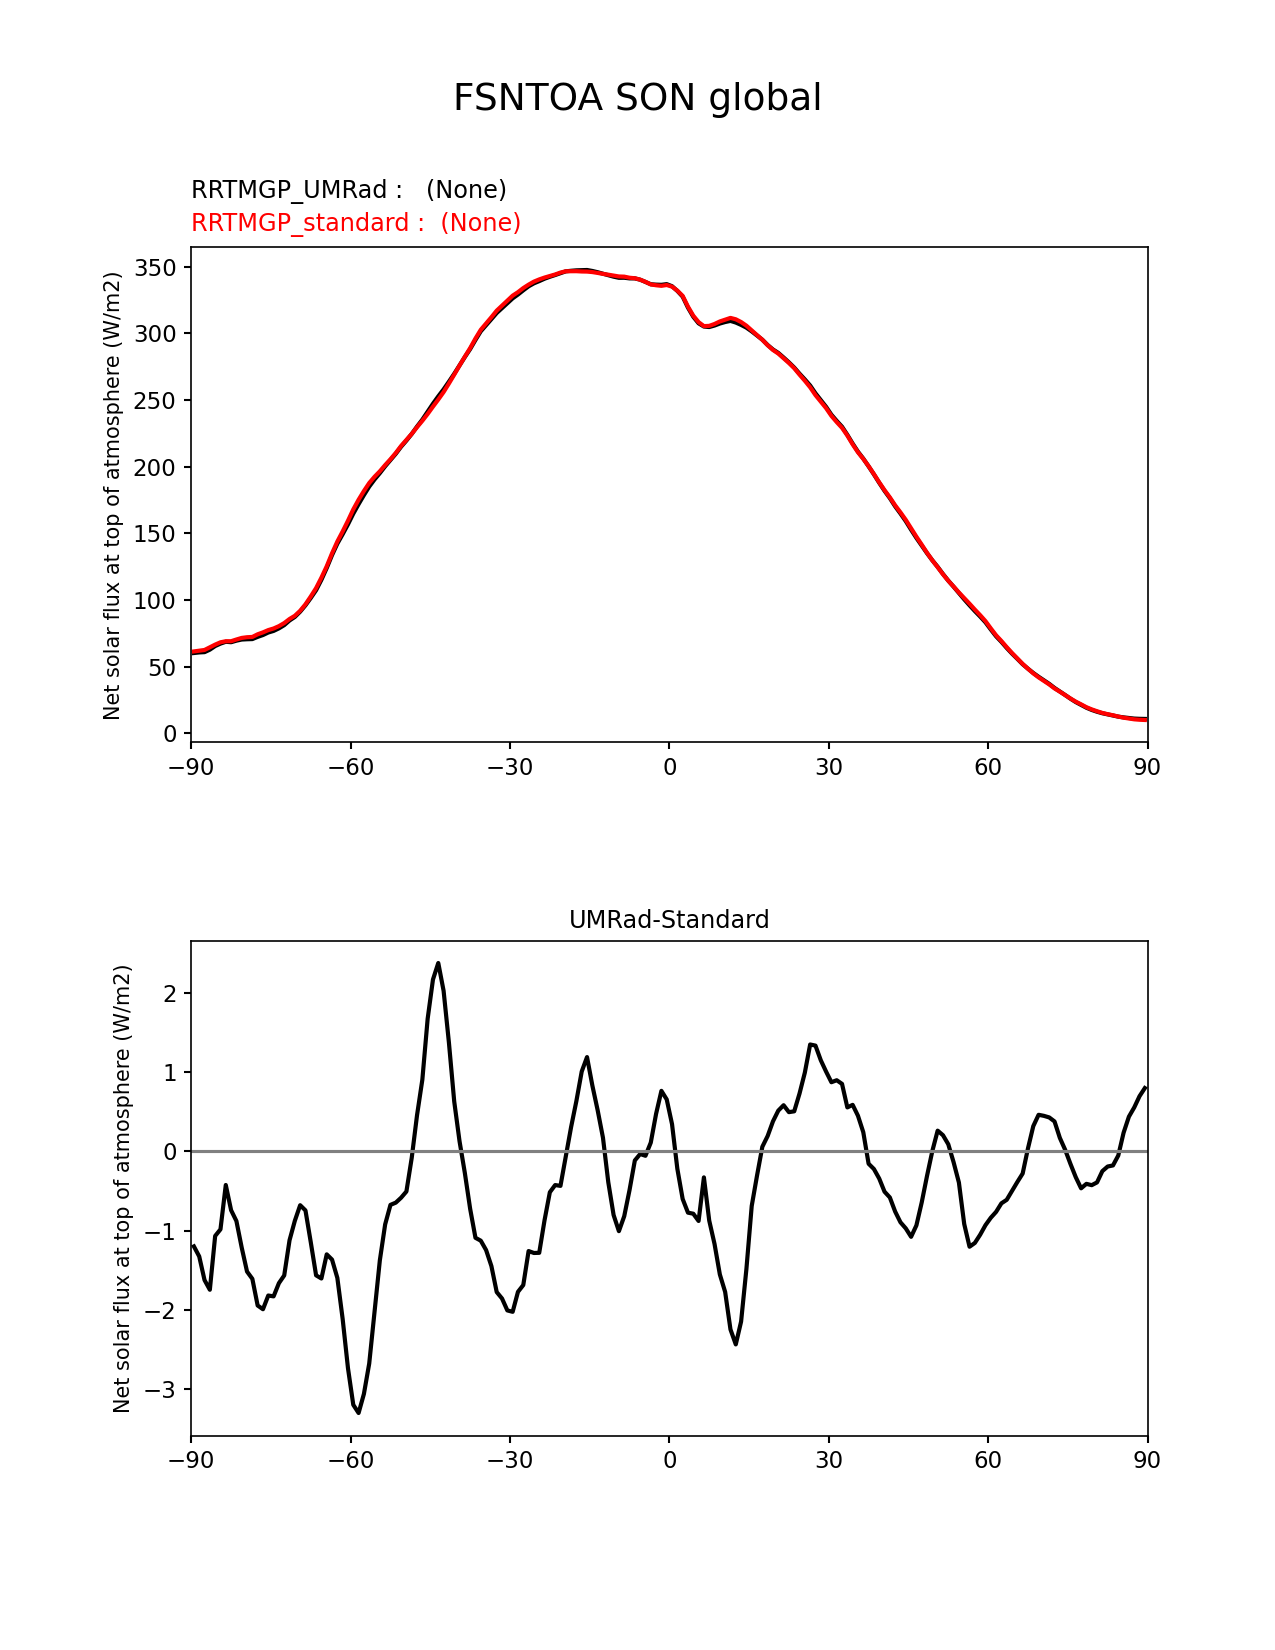 FSNTOA SON global
RRTMGP_UMRad :   (None)
RRTMGP_standard :  (None)
Net solar flux at top of atmosphere (W/m2)
350
300
250
200
150
100
50
0
−90 −60 −30 0 30 60 90
UMRad-Standard
Net solar flux at top of atmosphere (W/m2)
2
1
0
−1
−2
−3
−90 −60 −30 0 30 60 90